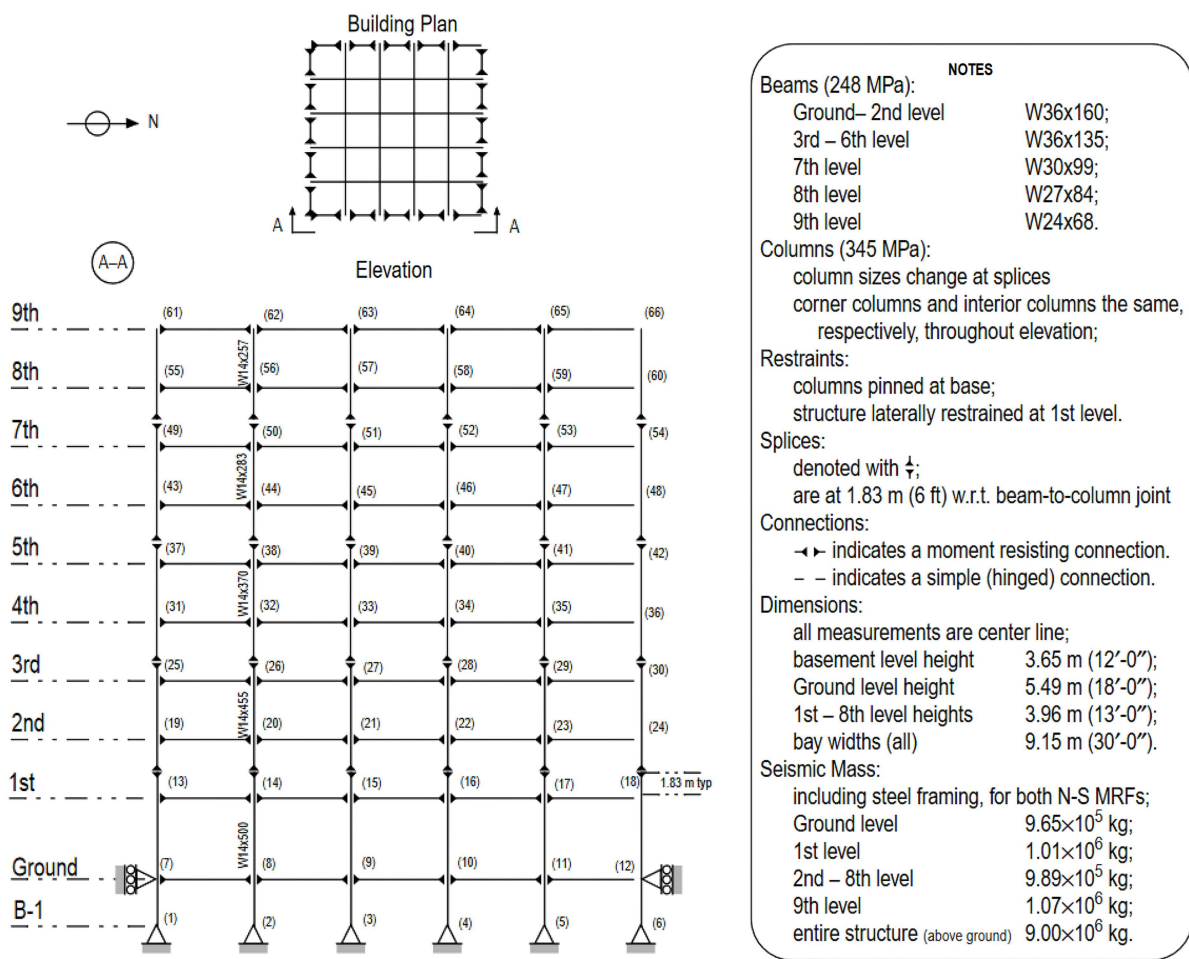 Building Plan
N
A
A
A–A
Elevation
9th
(61) (62) (63) (64) (65) (66)
W14x257
8th
(55) (56) (57) (58) (59) (60)
7th
(49) (50) (51) (52) (53) (54)
W14x283
6th
(43) (44) (45) (46) (47) (48)
5th
(37) (38) (39) (40) (41) (42)
W14x370
4th
(31) (32) (33) (34) (35) (36)
3rd
(25) (26) (27) (28) (29) (30)
W14x455
2nd
(19) (20) (21) (22) (23) (24)
1st
(13) (14) (15) (16) (17) (18) 1.83 m typ
W14x500
Ground
(7) (8) (9) (10) (11) (12)
B-1
(1) (2) (3) (4) (5) (6)
NOTES
Beams (248 MPa):
Ground– 2nd level W36x160;
3rd – 6th level W36x135;
7th level W30x99;
8th level W27x84;
9th level W24x68.
Columns (345 MPa):
column sizes change at splices
corner columns and interior columns the same,
respectively, throughout elevation;
Restraints:
columns pinned at base;
structure laterally restrained at 1st level.
Splices:
denoted with ;
are at 1.83 m (6 ft) w.r.t. beam-to-column joint
Connections:
indicates a moment resisting connection.
– – indicates a simple (hinged) connection.
Dimensions:
all measurements are center line;
basement level height 3.65 m (12′-0″);
Ground level height 5.49 m (18′-0″);
1st – 8th level heights 3.96 m (13′-0″);
bay widths (all) 9.15 m (30′-0″).
Seismic Mass:
including steel framing, for both N-S MRFs;
Ground level 9.65×10⁵ kg;
1st level 1.01×10⁶ kg;
2nd – 8th level 9.89×10⁵ kg;
9th level 1.07×10⁶ kg;
entire structure (above ground) 9.00×10⁶ kg.